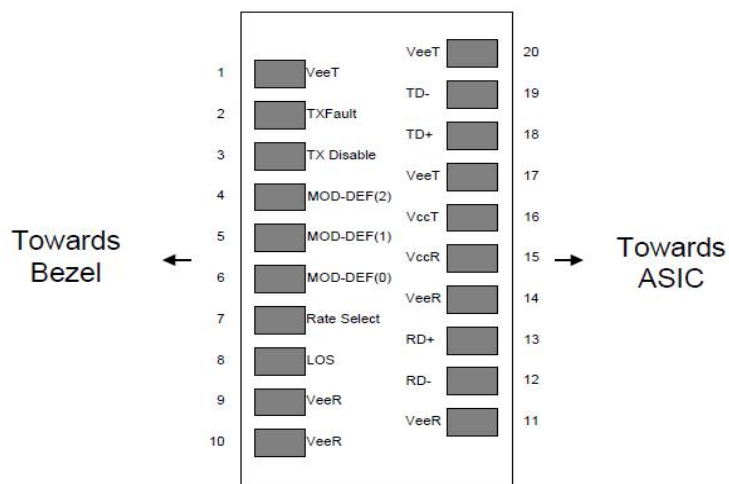 VeeT 20
1 VeeT
TD- 19
2 TXFault
TD+ 18
3 TX Disable
VeeT 17
4 MOD-DEF(2)
VccT 16
Towards
Bezel
5 MOD-DEF(1)
VccR 15
Towards
ASIC
6 MOD-DEF(0)
VeeR 14
7 Rate Select
RD+ 13
8 LOS
RD- 12
9 VeeR
VeeR 11
10 VeeR